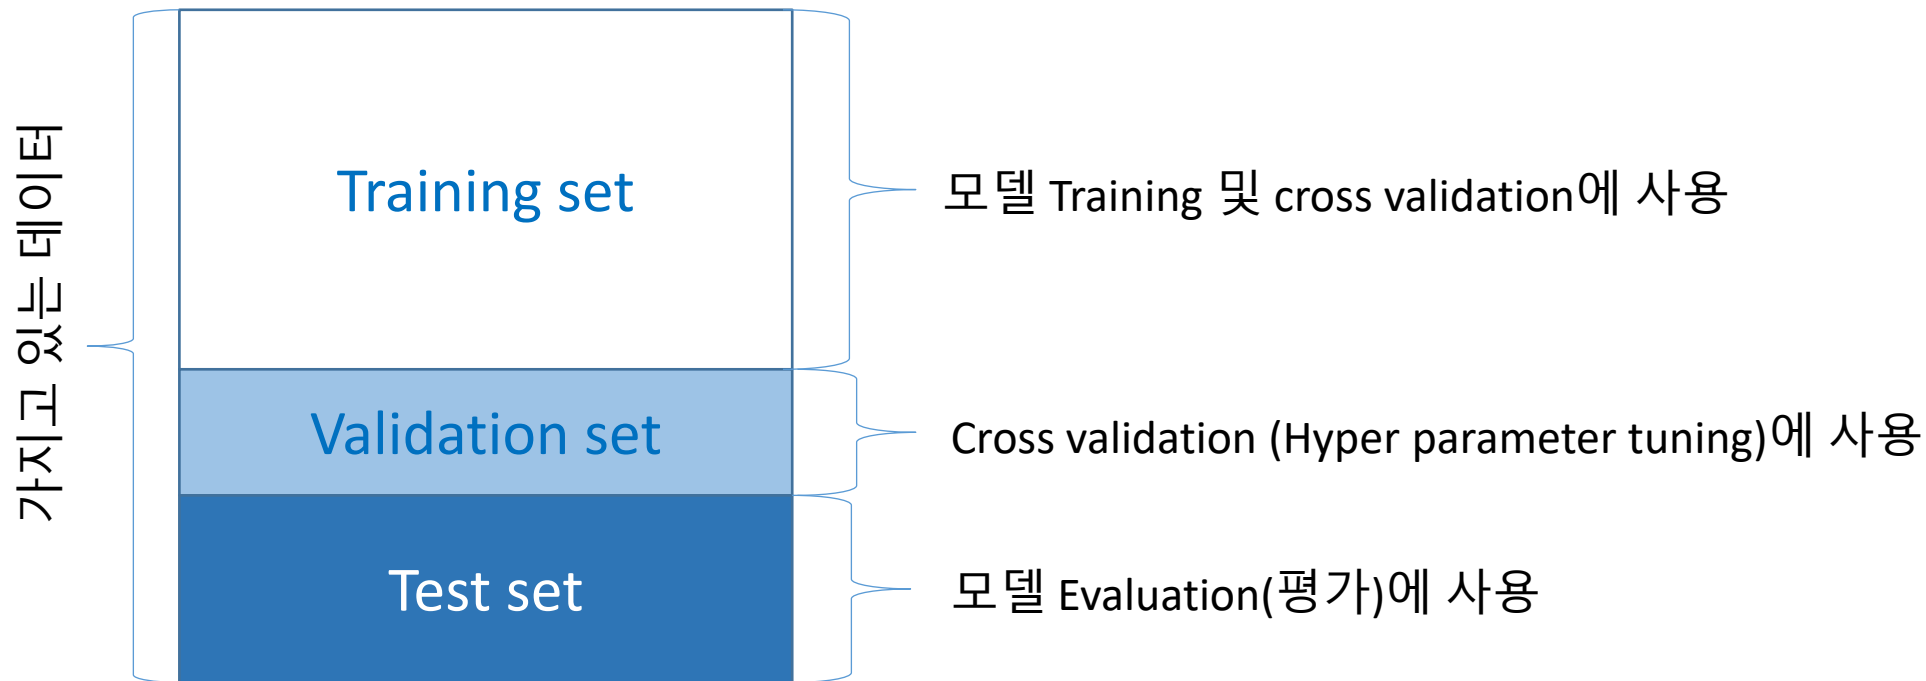 가지고 있는 데이터
Training set
모델 Training 및 cross validation에 사용
Validation set
Cross validation (Hyper parameter tuning)에 사용
Test set
모델 Evaluation(평가)에 사용